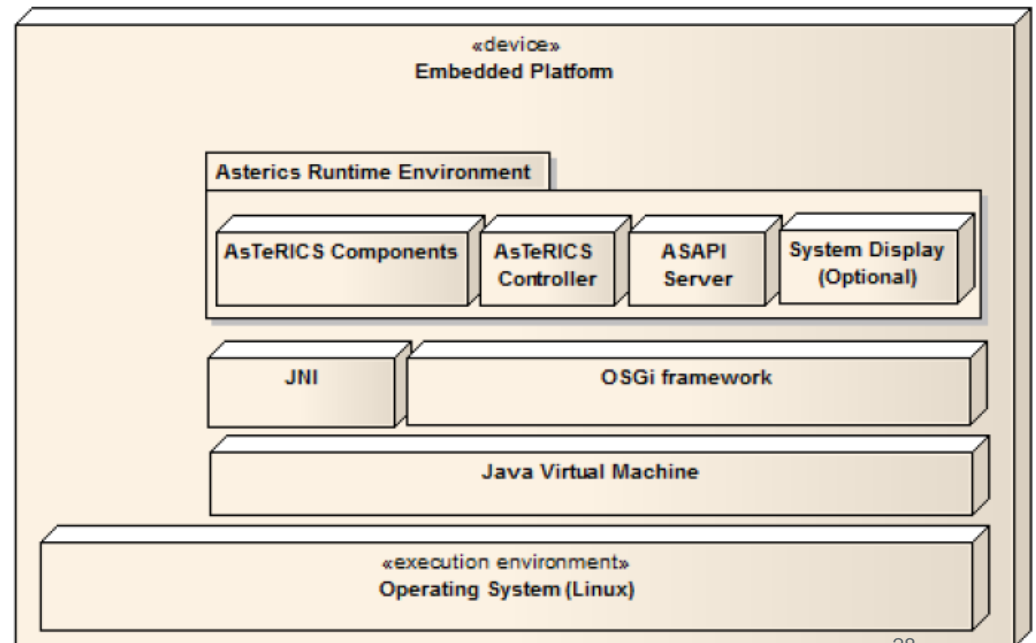 «device»
Embedded Platform
Asterics Runtime Environment
AsTeRICS Components
AsTeRICS
Controller
ASAPI
Server
System Display
(Optional)
JNI
OSGi framework
Java Virtual Machine
«execution environment»
Operating System (Linux)